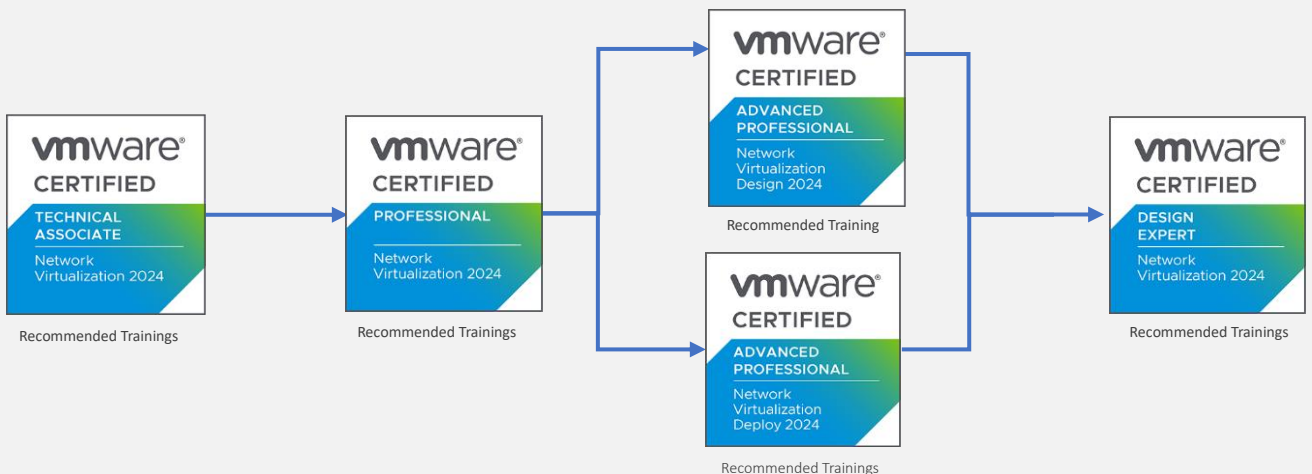 vmware®
CERTIFIED
TECHNICAL
ASSOCIATE
Network
Virtualization 2024
Recommended Trainings
vmware®
CERTIFIED
PROFESSIONAL
Network
Virtualization 2024
Recommended Trainings
vmware®
CERTIFIED
ADVANCED
PROFESSIONAL
Network
Virtualization
Design 2024
Recommended Training
vmware®
CERTIFIED
ADVANCED
PROFESSIONAL
Network
Virtualization
Deploy 2024
Recommended Trainings
vmware®
CERTIFIED
DESIGN
EXPERT
Network
Virtualization 2024
Recommended Trainings